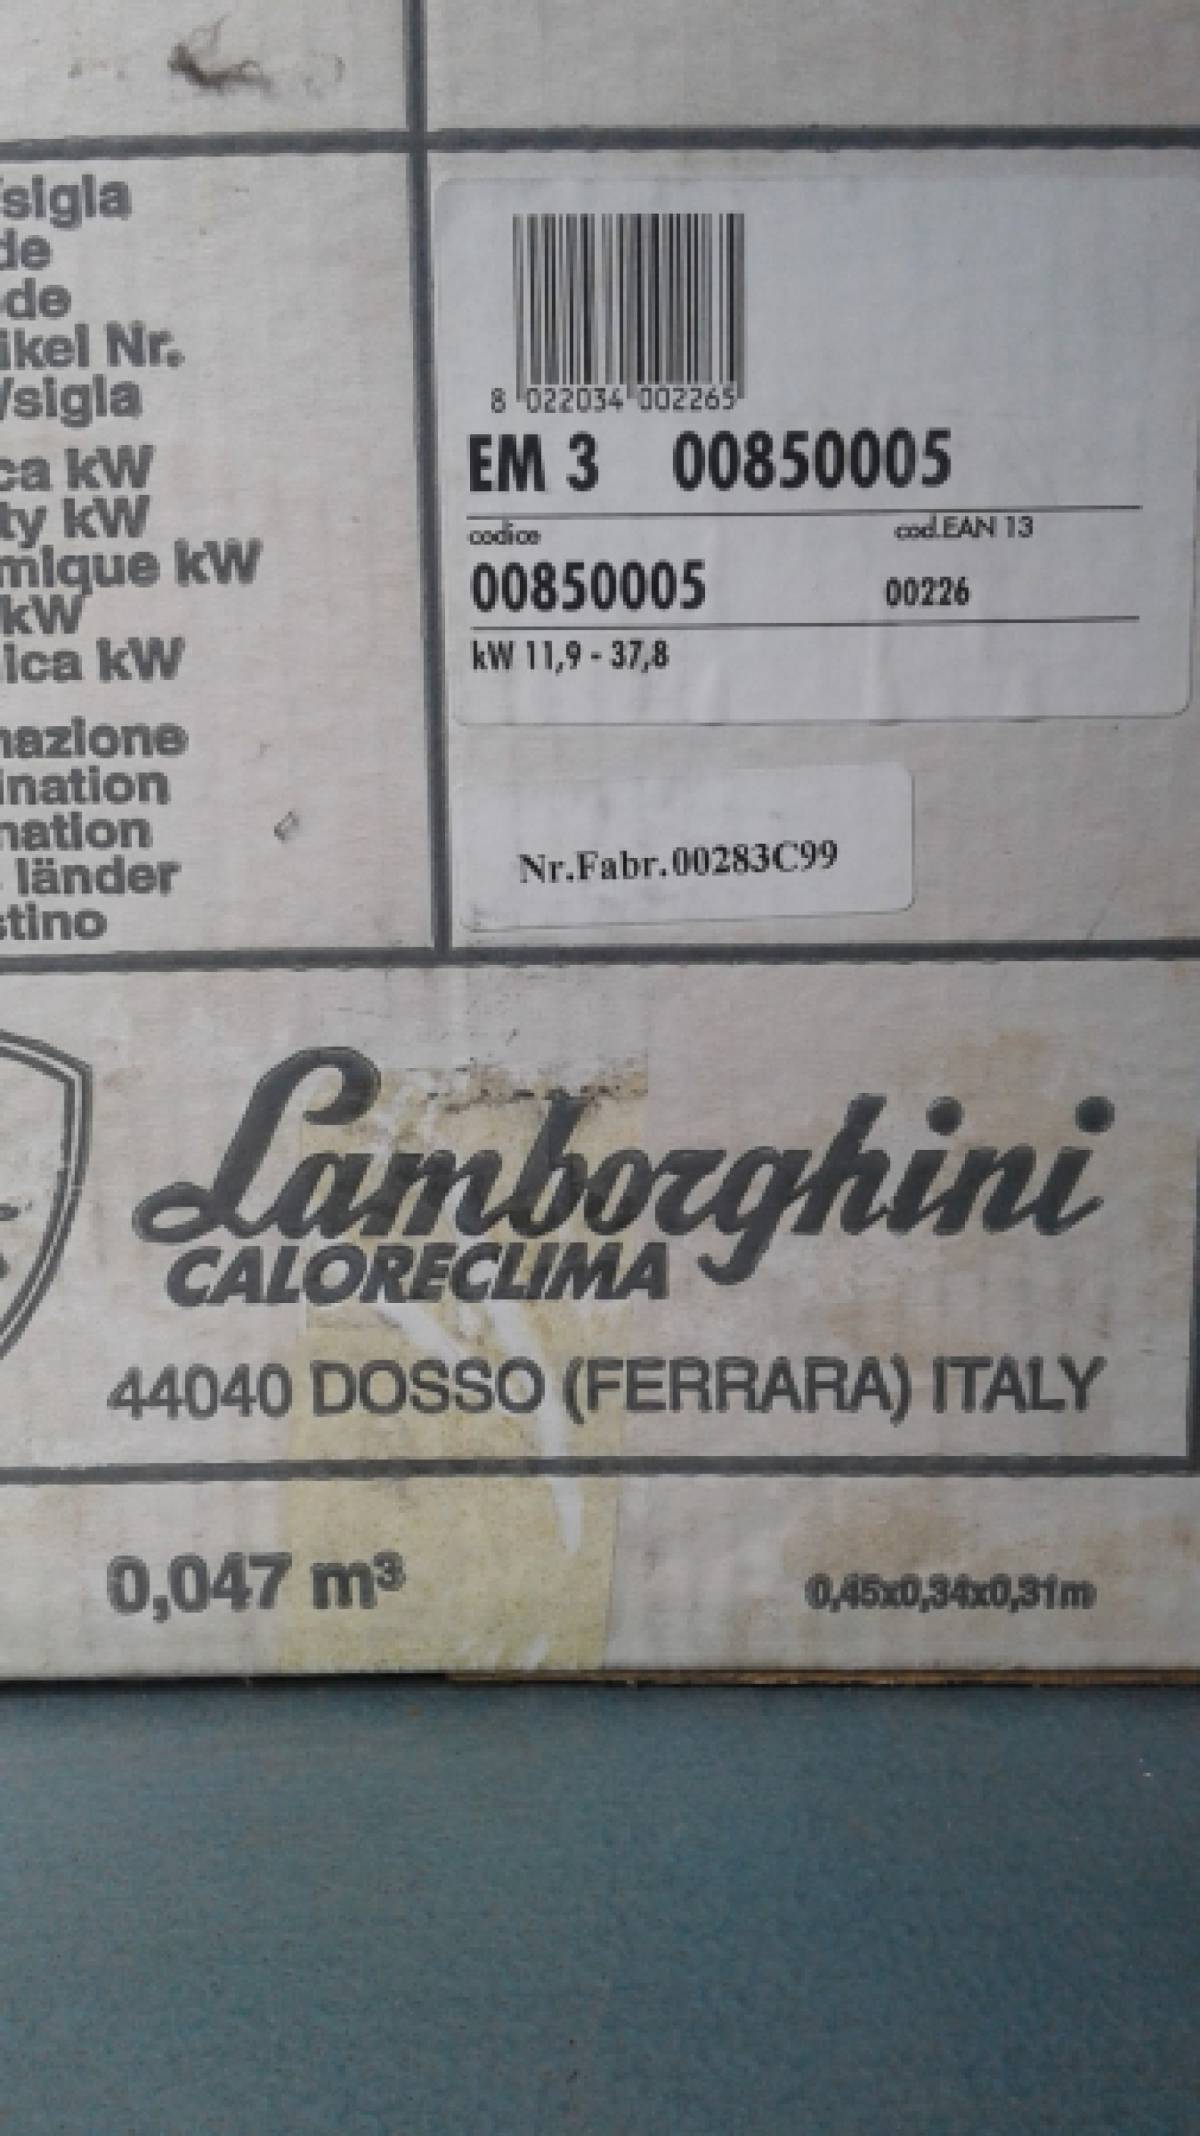 /sigla
de
de
ikel Nr.
/sigla
ca kW
ty kW
mique kW
kW
ica kW
nazione
ination
nation
länder
stino
8 022034 002265
EM 3 00850005
codice cod.EAN 13
00850005 00226
kW 11,9 - 37,8
Nr.Fabr.00283C99
Lamborghini
CALORECLIMA
44040 DOSSO (FERRARA) ITALY
0,047 m³ 0,45x0,34x0,31m